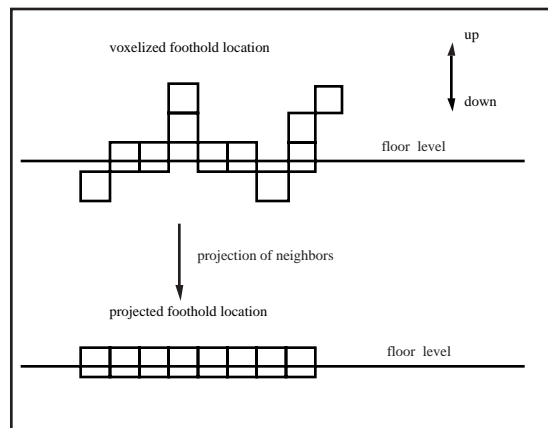 voxelized foothold location
up
down
floor level
projection of neighbors
projected foothold location
floor level